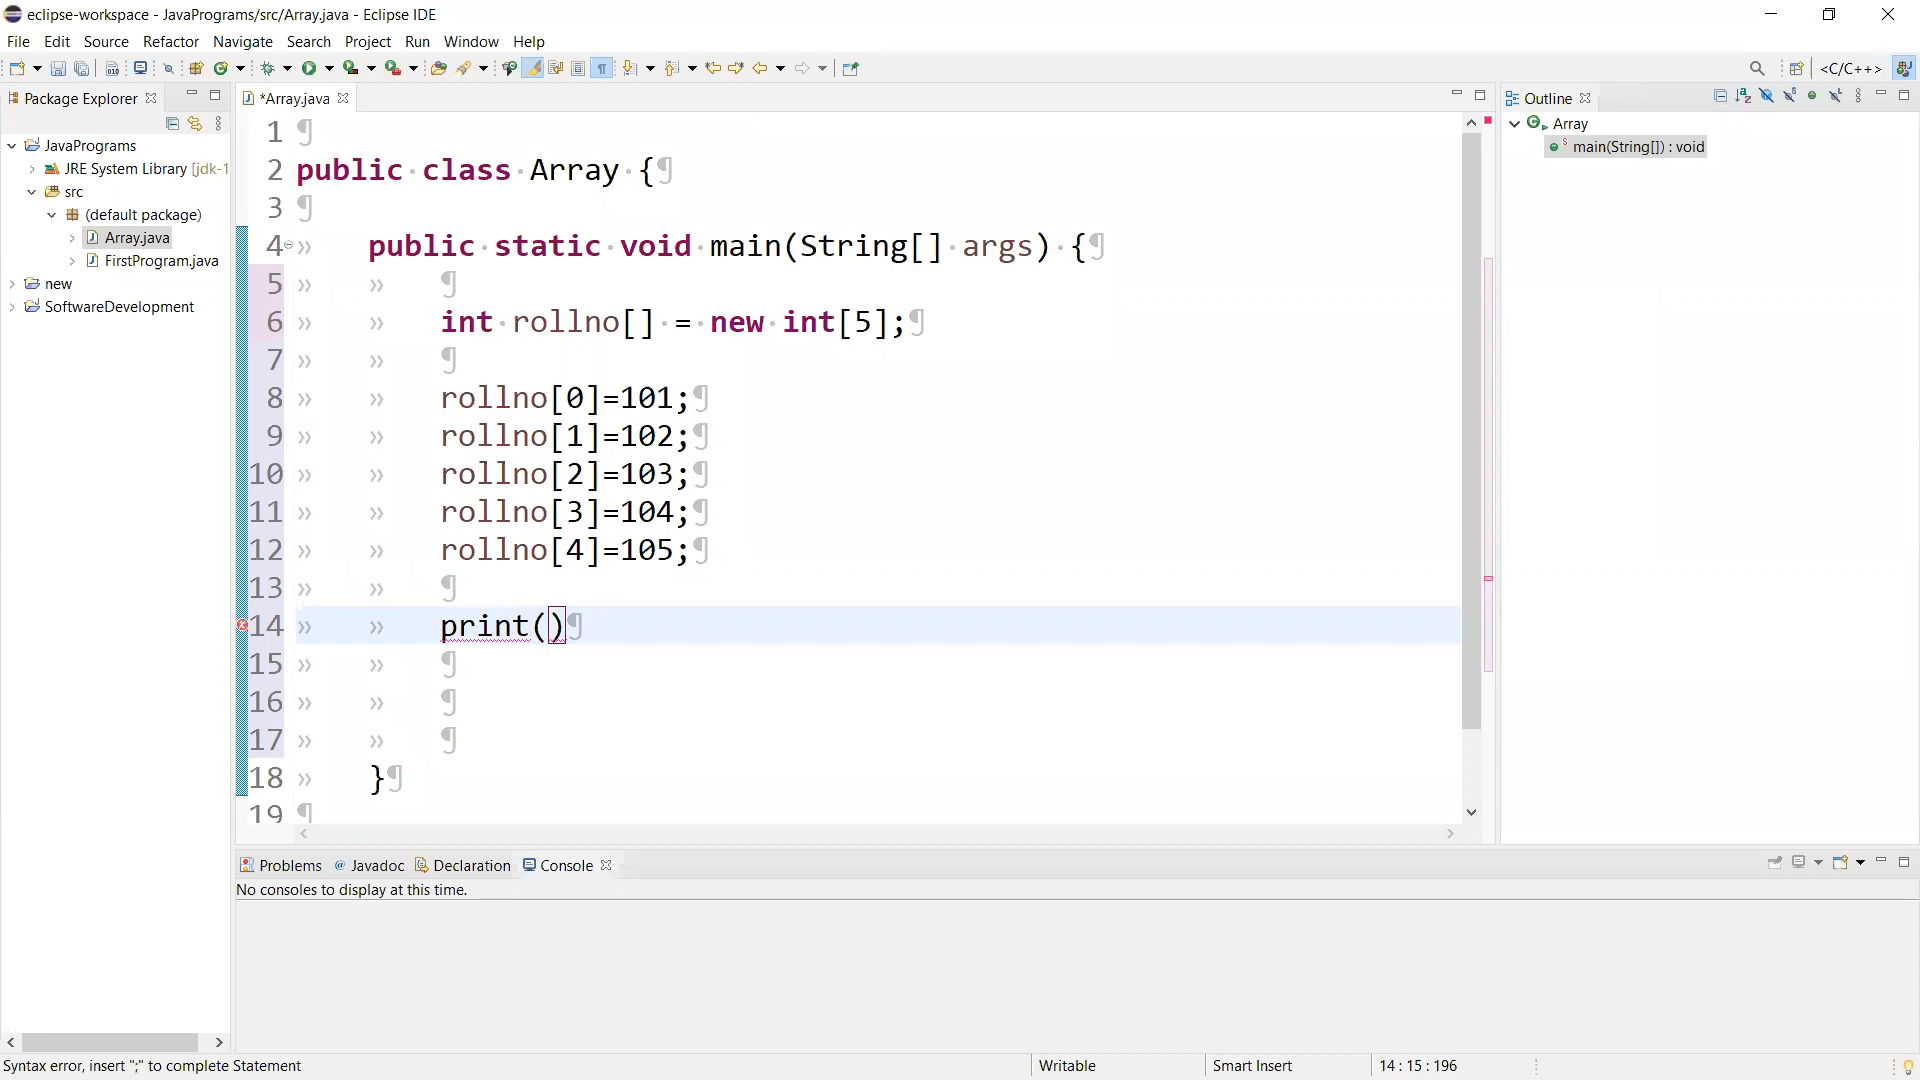 eclipse-workspace - JavaPrograms/src/Array.java - Eclipse IDE
File Edit Source Refactor Navigate Search Project Run Window Help
<C/C++>
Package Explorer
JavaPrograms
JRE System Library [jdk-1
src
(default package)
Array.java
FirstProgram.java
new
SoftwareDevelopment
*Array.java
1 ¶
2 public·class·Array·{¶
3 ¶
4 » public·static·void·main(String[]·args)·{¶
5 » » ¶
6 » » int·rollno[]·=·new·int[5];¶
7 » » ¶
8 » » rollno[0]=101;¶
9 » » rollno[1]=102;¶
10 » » rollno[2]=103;¶
11 » » rollno[3]=104;¶
12 » » rollno[4]=105;¶
13 » » ¶
14 » » print()¶
15 » » ¶
16 » » ¶
17 » » ¶
18 » }¶
19 ¶
Outline
Array
main(String[]) : void
Problems @ Javadoc Declaration Console
No consoles to display at this time.
Syntax error, insert ";" to complete Statement Writable Smart Insert 14 : 15 : 196